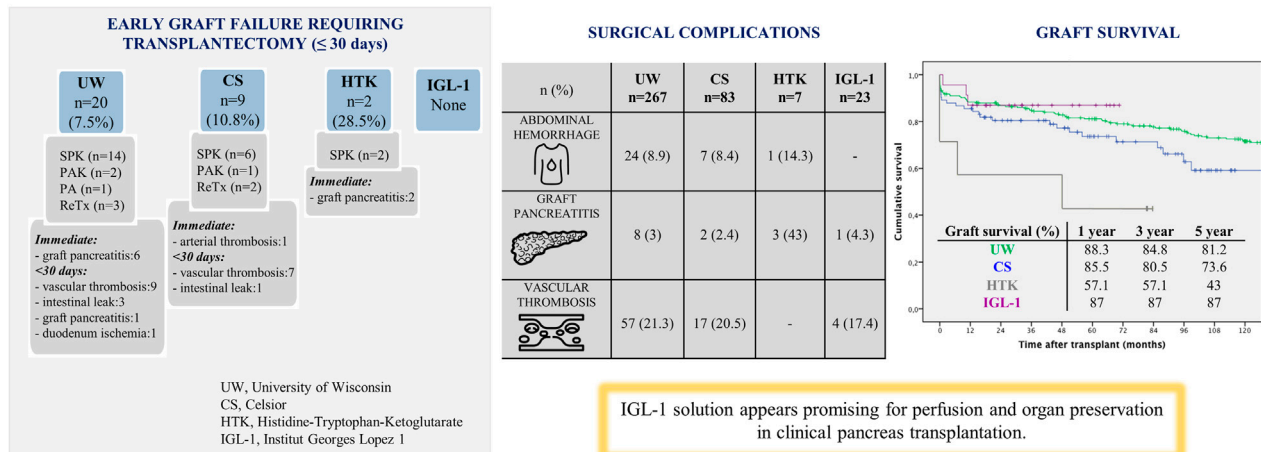 EARLY GRAFT FAILURE REQUIRING
TRANSPLANTECTOMY (≤ 30 days)
UW
n=20
(7.5%)
SPK (n=14)
PAK (n=2)
PA (n=1)
ReTx (n=3)
Immediate:
- graft pancreatitis:6
<30 days:
- vascular thrombosis:9
- intestinal leak:3
- graft pancreatitis:1
- duodenum ischemia:1
CS
n=9
(10.8%)
SPK (n=6)
PAK (n=1)
ReTx (n=2)
Immediate:
- arterial thrombosis:1
<30 days:
- vascular thrombosis:7
- intestinal leak:1
HTK
n=2
(28.5%)
SPK (n=2)
Immediate:
- graft pancreatitis:2
IGL-1
None
UW, University of Wisconsin
CS, Celsior
HTK, Histidine-Tryptophan-Ketoglutarate
IGL-1, Institut Georges Lopez 1
SURGICAL COMPLICATIONS
n (%) UW n=267 CS n=83 HTK n=7 IGL-1 n=23
ABDOMINAL HEMORRHAGE 24 (8.9) 7 (8.4) 1 (14.3) -
GRAFT PANCREATITIS 8 (3) 2 (2.4) 3 (43) 1 (4.3)
VASCULAR THROMBOSIS 57 (21.3) 17 (20.5) - 4 (17.4)
GRAFT SURVIVAL
Cumulative survival
1,0
0,8
0,6
0,4
0,2
0,0
Graft survival (%) 1 year 3 year 5 year
UW 88.3 84.8 81.2
CS 85.5 80.5 73.6
HTK 57.1 57.1 43
IGL-1 87 87 87
0 12 24 36 48 60 72 84 96 108 120
Time after transplant (months)
IGL-1 solution appears promising for perfusion and organ preservation
in clinical pancreas transplantation.